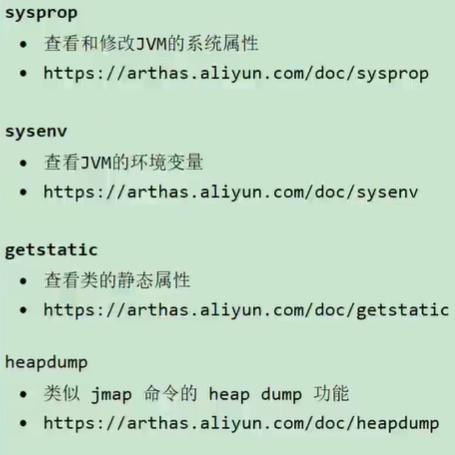 sysprop
• 查看和修改JVM的系统属性
• https://arthas.aliyun.com/doc/sysprop
sysenv
• 查看JVM的环境变量
• https://arthas.aliyun.com/doc/sysenv
getstatic
• 查看类的静态属性
• https://arthas.aliyun.com/doc/getstatic
heapdump
• 类似 jmap 命令的 heap dump 功能
• https://arthas.aliyun.com/doc/heapdump